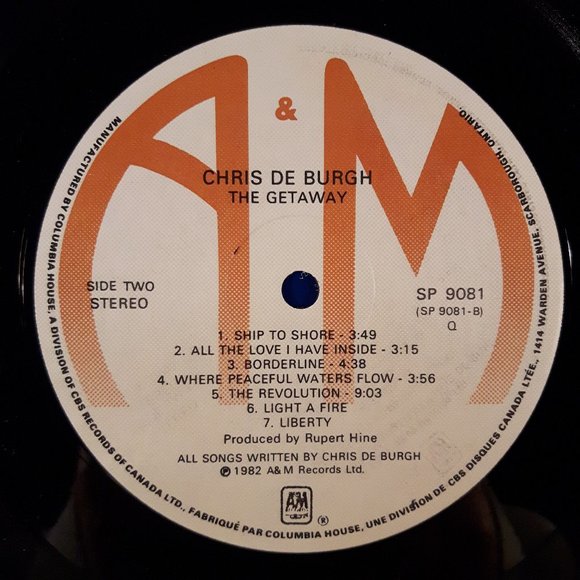 A & M
CHRIS DE BURGH
THE GETAWAY
SIDE TWO
STEREO
SP 9081
(SP 9081-B)
Q
1. SHIP TO SHORE - 3:49
2. ALL THE LOVE I HAVE INSIDE - 3:15
3. BORDERLINE - 4:38
4. WHERE PEACEFUL WATERS FLOW - 3:56
5. THE REVOLUTION - 9:03
6. LIGHT A FIRE
7. LIBERTY
Produced by Rupert Hine
ALL SONGS WRITTEN BY CHRIS DE BURGH
℗ 1982 A&M Records Ltd.
A&M
®
MANUFACTURED BY COLUMBIA HOUSE, A DIVISION OF CBS RECORDS OF CANADA LTD., FABRIQUÉ PAR COLUMBIA HOUSE, UNE DIVISION DE CBS DISQUES CANADA LTÉE., 1414 WARDEN AVENUE, SCARBOROUGH, ONTARIO.